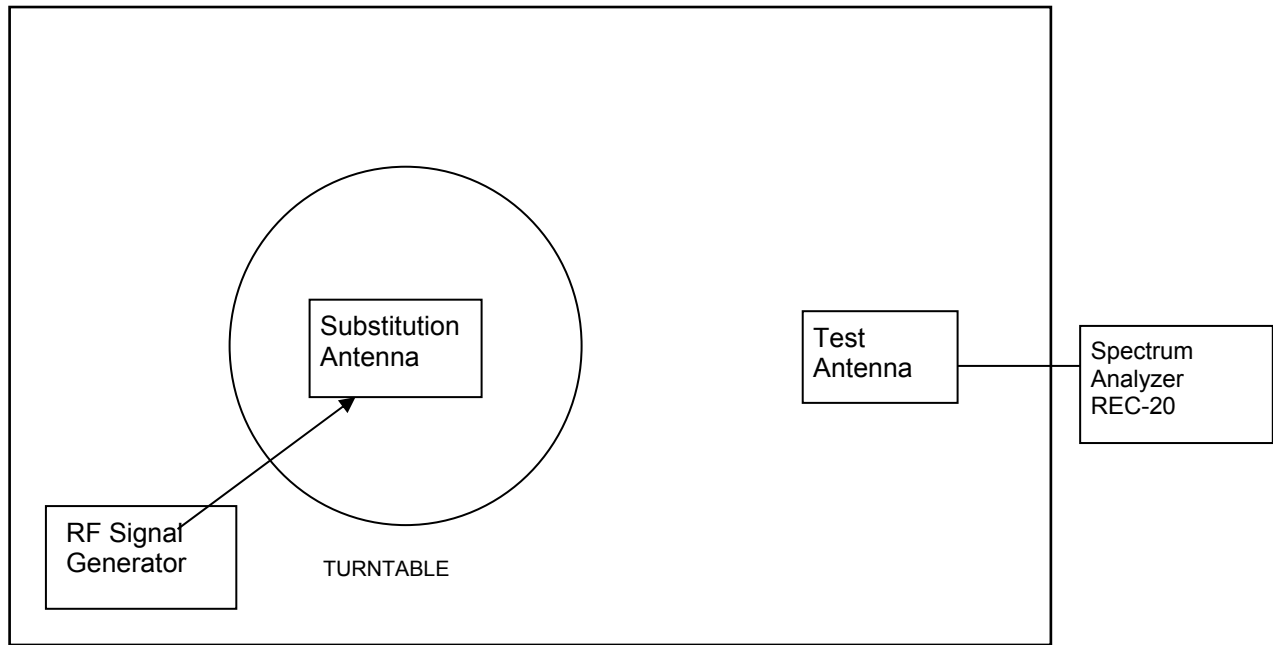 Substitution
Antenna
Test
Antenna
Spectrum
Analyzer
REC-20
RF Signal
Generator
TURNTABLE